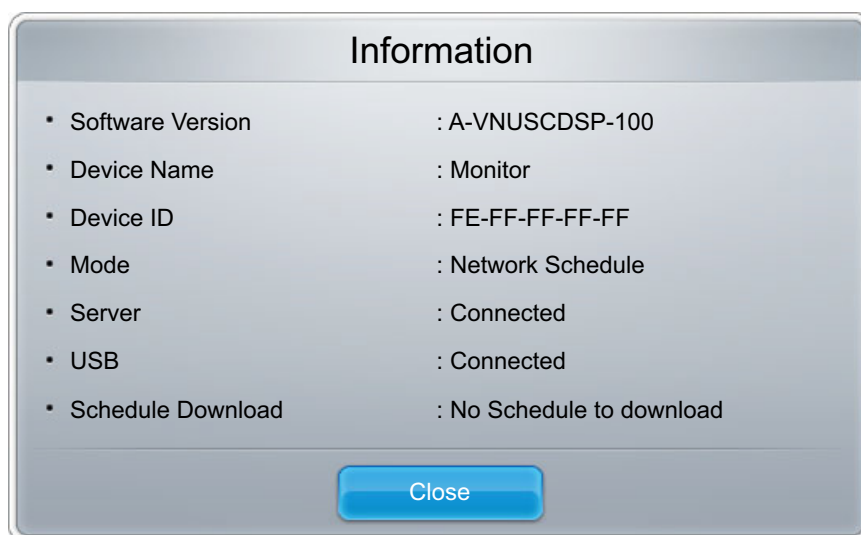 Information
• Software Version : A-VNUSCDSP-100
• Device Name : Monitor
• Device ID : FE-FF-FF-FF-FF
• Mode : Network Schedule
• Server : Connected
• USB : Connected
• Schedule Download : No Schedule to download
Close